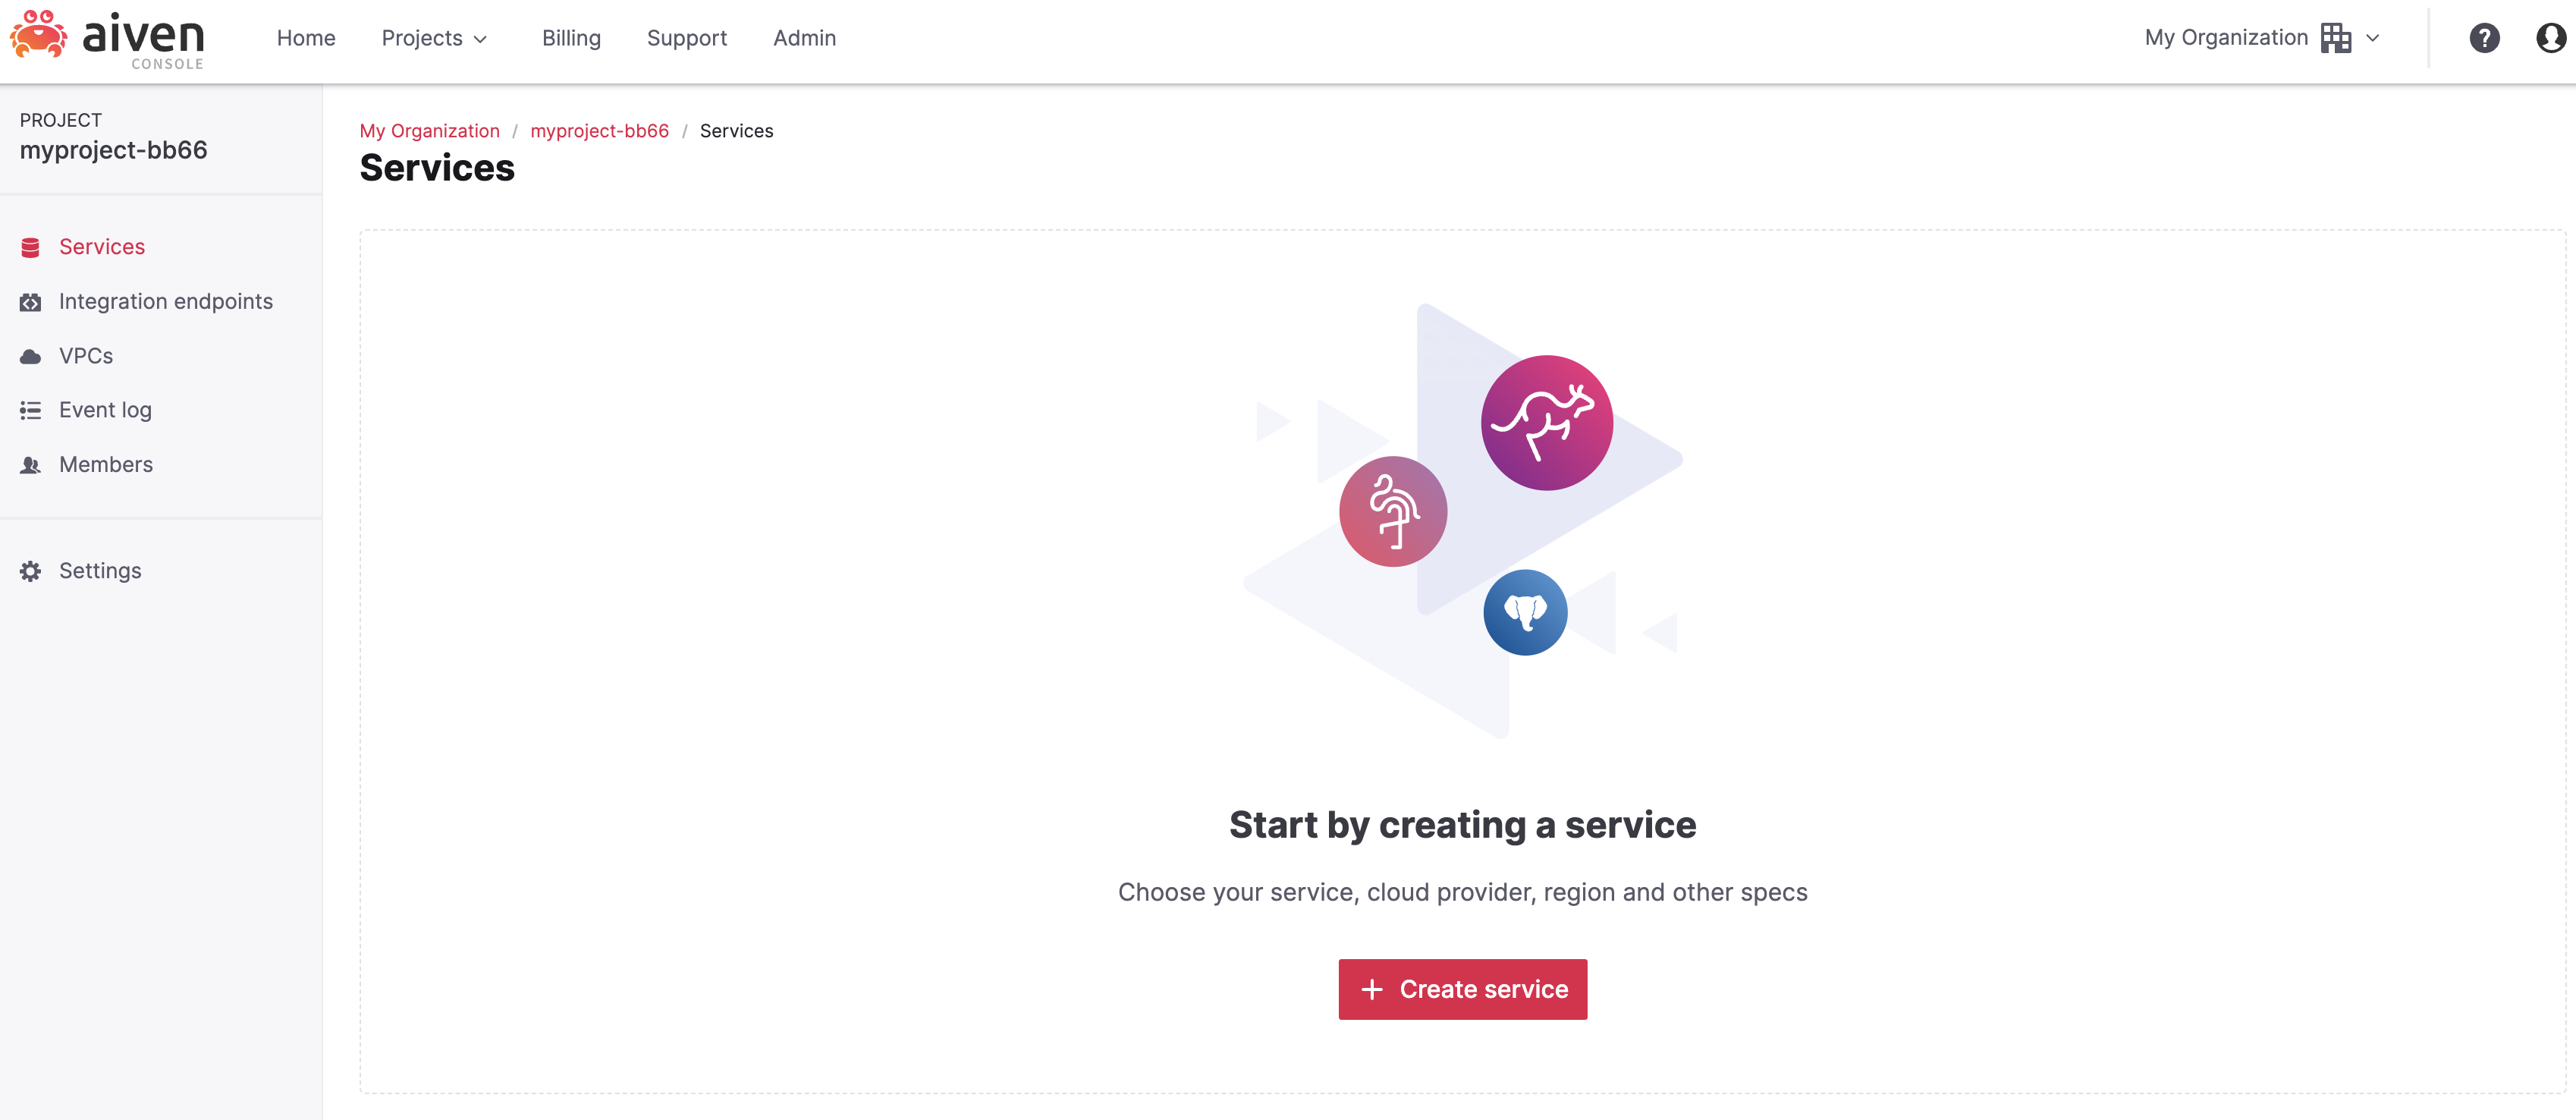 aiven
CONSOLE
Home Projects Billing Support Admin
My Organization
?
PROJECT
myproject-bb66
Services
Integration endpoints
VPCs
Event log
Members
Settings
My Organization / myproject-bb66 / Services
Services
Start by creating a service
Choose your service, cloud provider, region and other specs
+ Create service